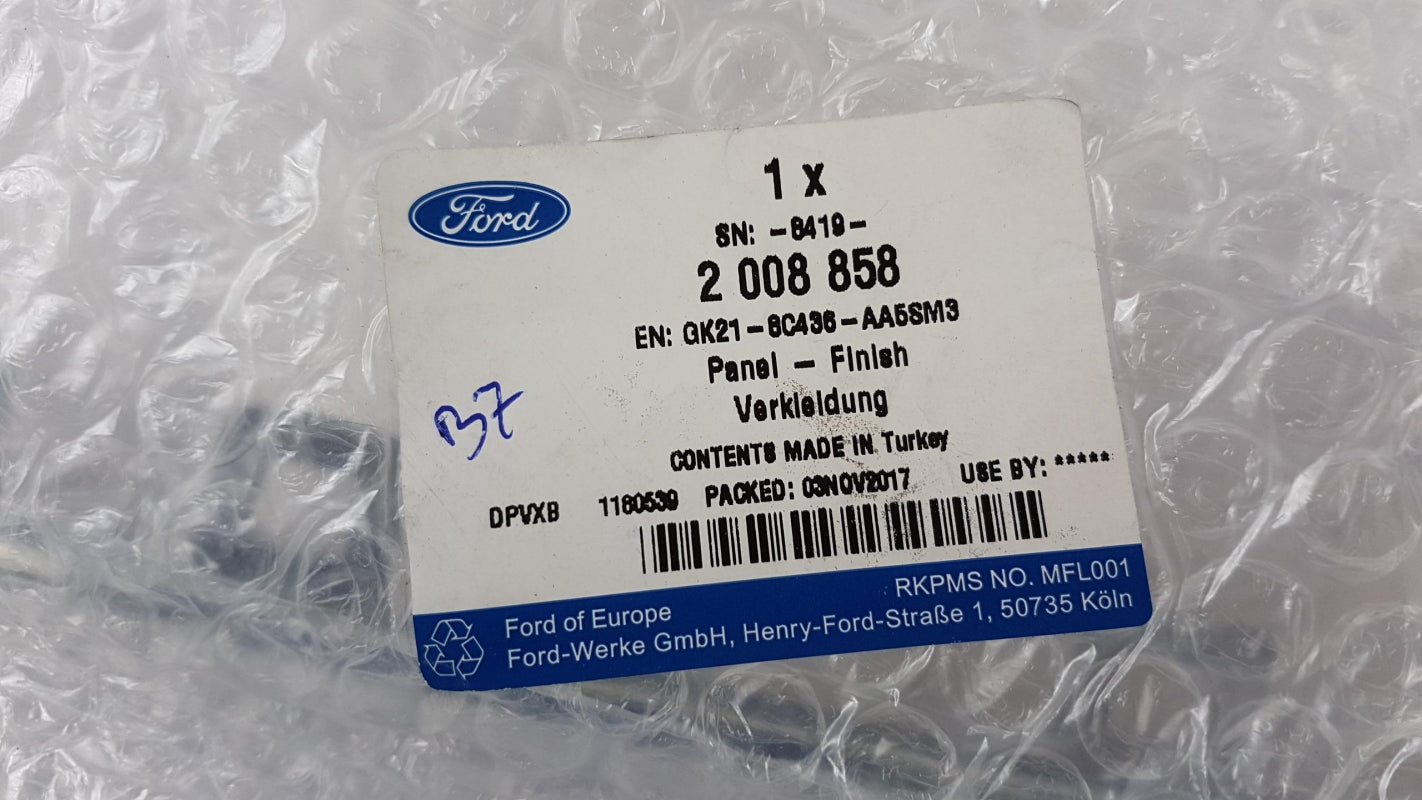 Ford
1 x
SN: -8419-
2 008 858
EN: GK21-8C436-AA5SM3
Panel - Finish
Verkleidung
B7
CONTENTS MADE IN Turkey
DPVXB 1180539 PACKED: 03NOV2017 USE BY: *****
RKPMS NO. MFL001
Ford of Europe
Ford-Werke GmbH, Henry-Ford-Straße 1, 50735 Köln